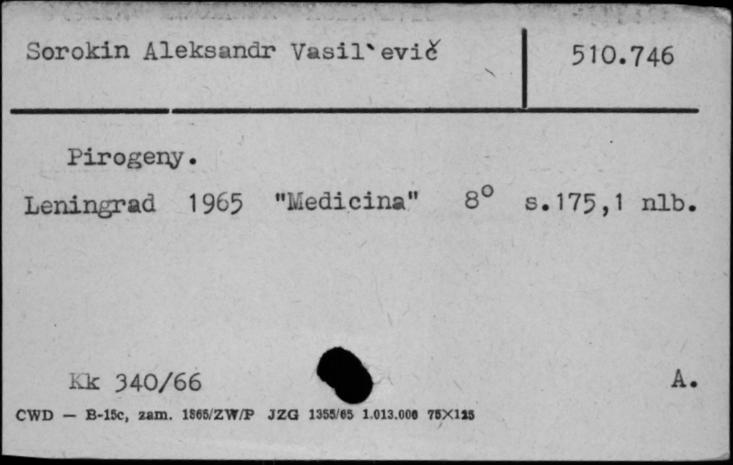 Sorokin Aleksandr Vasil`evič 510.746
Pirogeny.
Leningrad 1965 "Medicina" 8° s.175,1 nlb.
Kk 340/66 A.
CWD — B-15c, zam. 1865/ZW/P JZG 1355/65 1.013.000 75X125